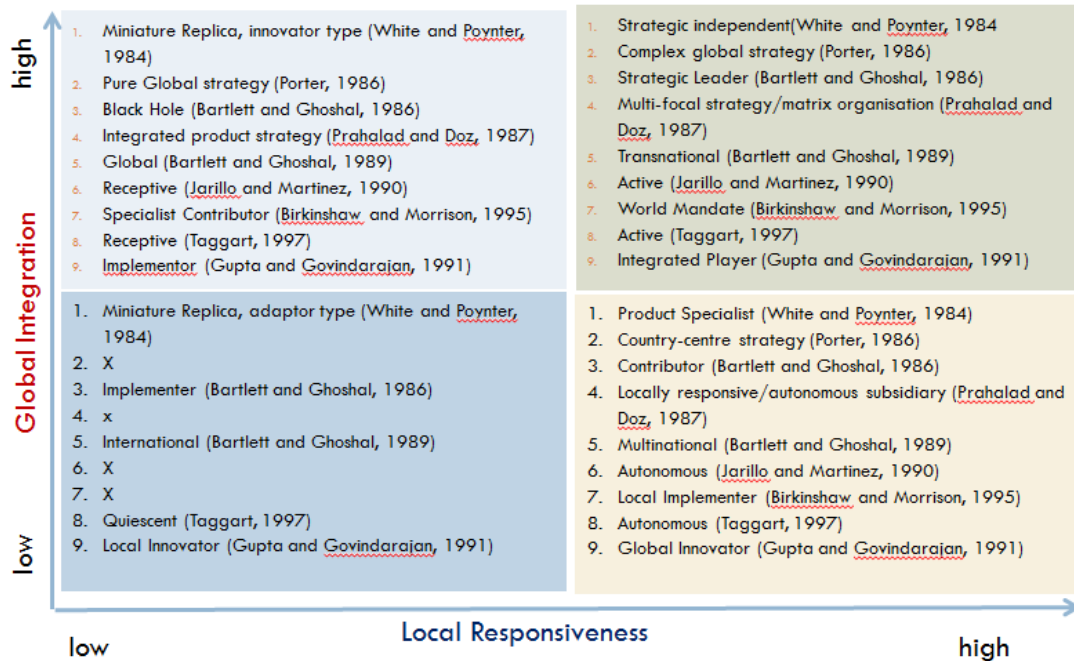 high
Global Integration
low
1. Miniature Replica, innovator type (White and Poynter,
1984)
2. Pure Global strategy (Porter, 1986)
3. Black Hole (Bartlett and Ghoshal, 1986)
4. Integrated product strategy (Prahalad and Doz, 1987)
5. Global (Bartlett and Ghoshal, 1989)
6. Receptive (Jarillo and Martinez, 1990)
7. Specialist Contributor (Birkinshaw and Morrison, 1995)
8. Receptive (Taggart, 1997)
9. Implementor (Gupta and Govindarajan, 1991)
1. Strategic independent(White and Poynter, 1984
2. Complex global strategy (Porter, 1986)
3. Strategic Leader (Bartlett and Ghoshal, 1986)
4. Multi-focal strategy/matrix organisation (Prahalad and
Doz, 1987)
5. Transnational (Bartlett and Ghoshal, 1989)
6. Active (Jarillo and Martinez, 1990)
7. World Mandate (Birkinshaw and Morrison, 1995)
8. Active (Taggart, 1997)
9. Integrated Player (Gupta and Govindarajan, 1991)
1. Miniature Replica, adaptor type (White and Poynter,
1984)
2. X
3. Implementer (Bartlett and Ghoshal, 1986)
4. x
5. International (Bartlett and Ghoshal, 1989)
6. X
7. X
8. Quiescent (Taggart, 1997)
9. Local Innovator (Gupta and Govindarajan, 1991)
1. Product Specialist (White and Poynter, 1984)
2. Country-centre strategy (Porter, 1986)
3. Contributor (Bartlett and Ghoshal, 1986)
4. Locally responsive/autonomous subsidiary (Prahalad and
Doz, 1987)
5. Multinational (Bartlett and Ghoshal, 1989)
6. Autonomous (Jarillo and Martinez, 1990)
7. Local Implementer (Birkinshaw and Morrison, 1995)
8. Autonomous (Taggart, 1997)
9. Global Innovator (Gupta and Govindarajan, 1991)
low
Local Responsiveness
high